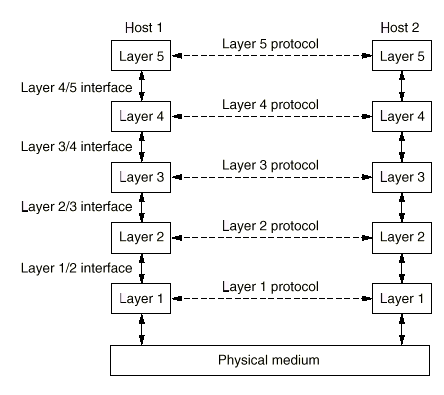 Host 1
Host 2
Layer 5
Layer 5 protocol
Layer 5
Layer 4/5 interface
Layer 4
Layer 4 protocol
Layer 4
Layer 3/4 interface
Layer 3
Layer 3 protocol
Layer 3
Layer 2/3 interface
Layer 2
Layer 2 protocol
Layer 2
Layer 1/2 interface
Layer 1
Layer 1 protocol
Layer 1
Physical medium